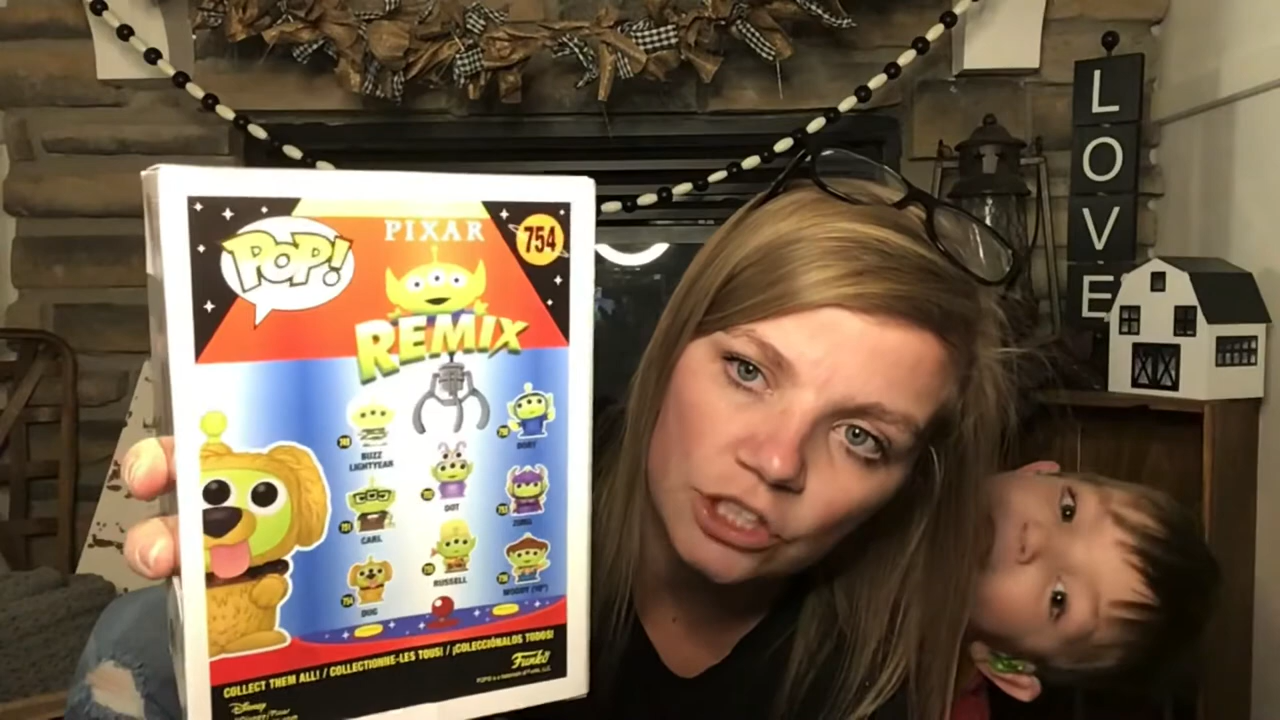 POP!
PIXAR
754
REMIX
BUZZ
LIGHTYEAR
DORY
DOT
ZURG
CARL
RUSSELL
WOODY
DUG
754
COLLECT THEM ALL! / COLLECTIONNE-LES TOUS! / ¡COLECCIÓNALOS TODOS!
Funko
Disney
L
O
V
E